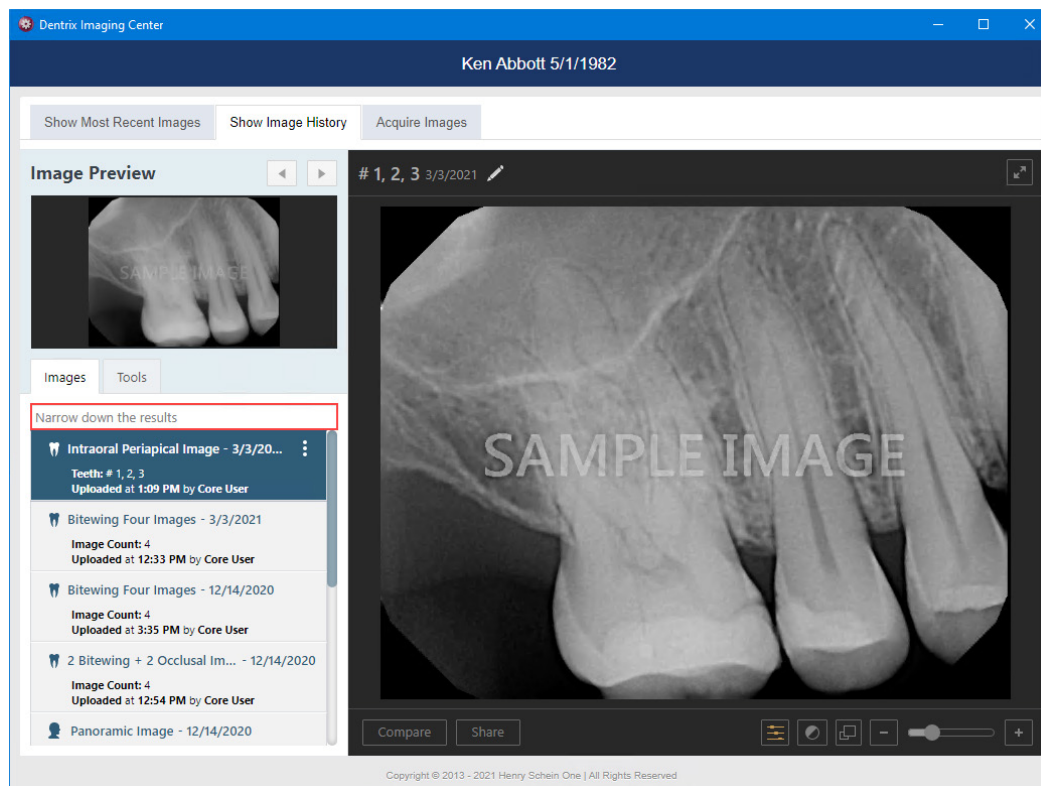 Dentrix Imaging Center
Ken Abbott 5/1/1982
Show Most Recent Images
Show Image History
Acquire Images
Image Preview
SAMPLE IMAGE
Images
Tools
Narrow down the results
Intraoral Periapical Image - 3/3/20...
Teeth: # 1, 2, 3
Uploaded at 1:09 PM by Core User
Bitewing Four Images - 3/3/2021
Image Count: 4
Uploaded at 12:33 PM by Core User
Bitewing Four Images - 12/14/2020
Image Count: 4
Uploaded at 3:35 PM by Core User
2 Bitewing + 2 Occlusal Im... - 12/14/2020
Image Count: 4
Uploaded at 12:54 PM by Core User
Panoramic Image - 12/14/2020
# 1, 2, 3 3/3/2021
SAMPLE IMAGE
Compare
Share
Copyright © 2013 - 2021 Henry Schein One | All Rights Reserved